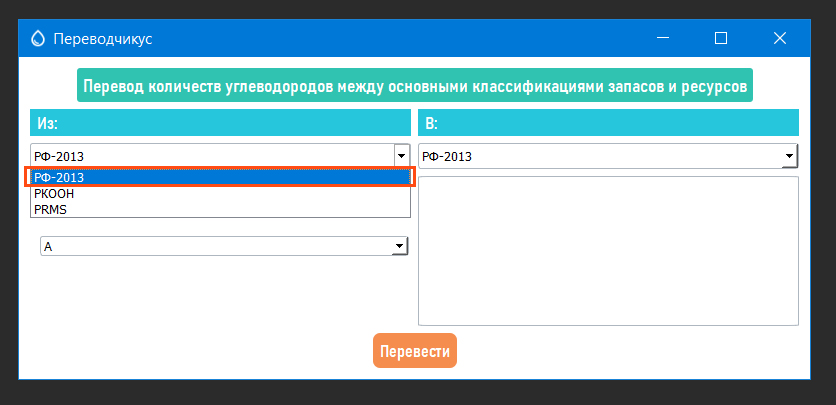 Переводчикус
Перевод количеств углеводородов между основными классификациями запасов и ресурсов
Из:
В:
РФ-2013
РФ-2013
РФ-2013
РКООН
PRMS
A
Перевести